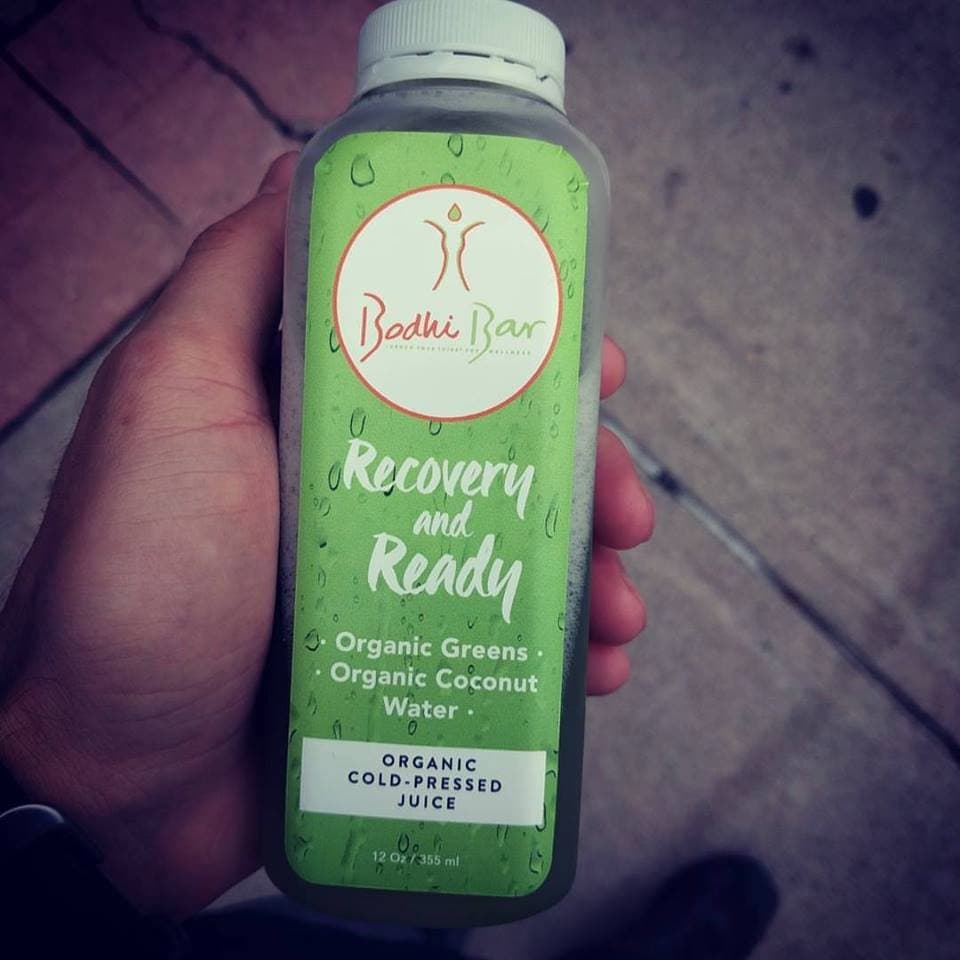 Bodhi Bar
Recovery
and
Ready
· Organic Greens ·
· Organic Coconut
Water ·
ORGANIC
COLD-PRESSED
JUICE
12 Oz / 355 ml